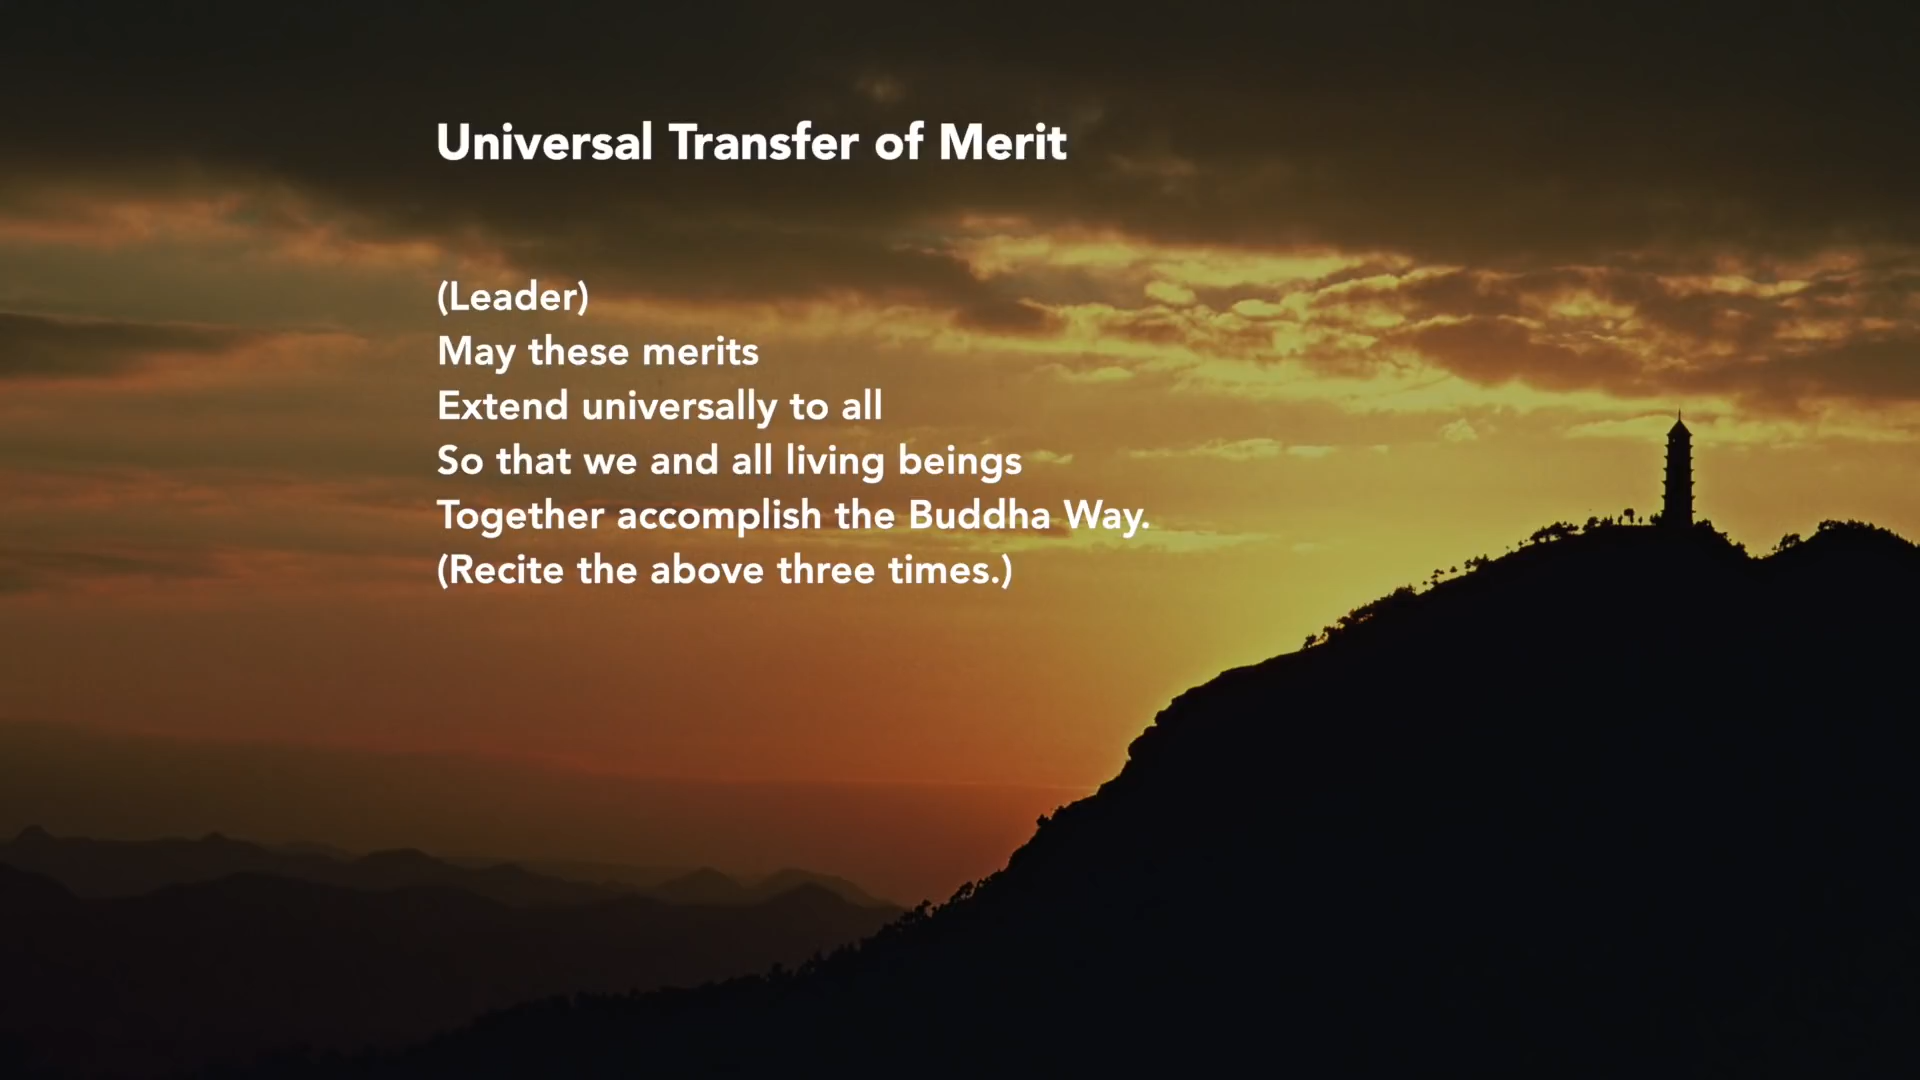 Universal Transfer of Merit
(Leader)
May these merits
Extend universally to all
So that we and all living beings
Together accomplish the Buddha Way.
(Recite the above three times.)